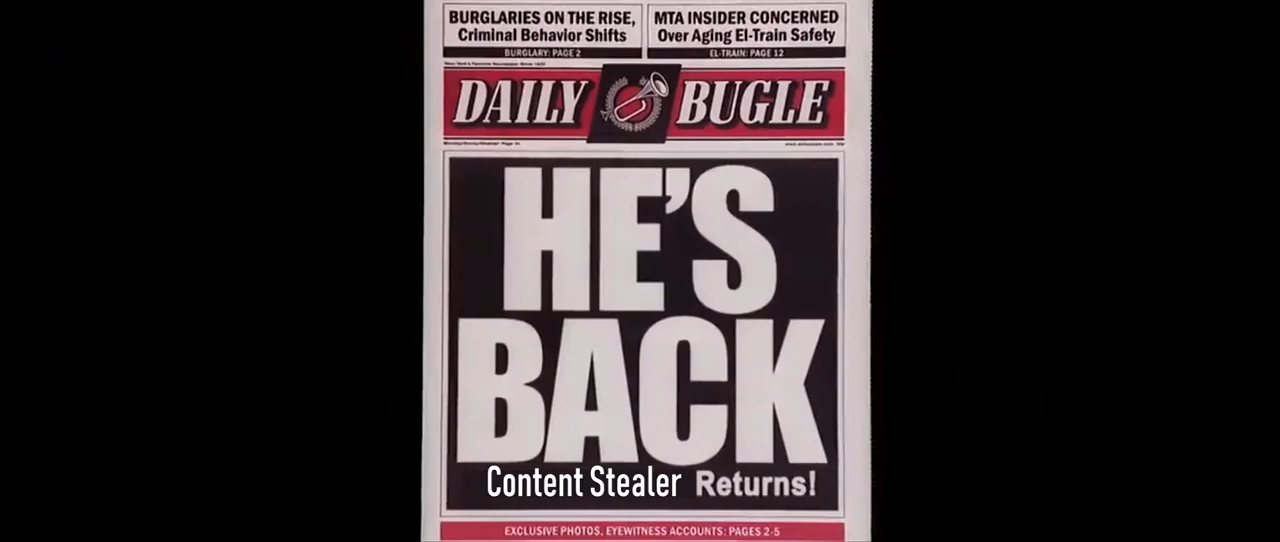 BURGLARIES ON THE RISE,
Criminal Behavior Shifts
BURGLARY: PAGE 2
MTA INSIDER CONCERNED
Over Aging El-Train Safety
EL-TRAIN: PAGE 12
DAILY BUGLE
HE'S
BACK
Content Stealer Returns!
EXCLUSIVE PHOTOS, EYEWITNESS ACCOUNTS: PAGES 2-5